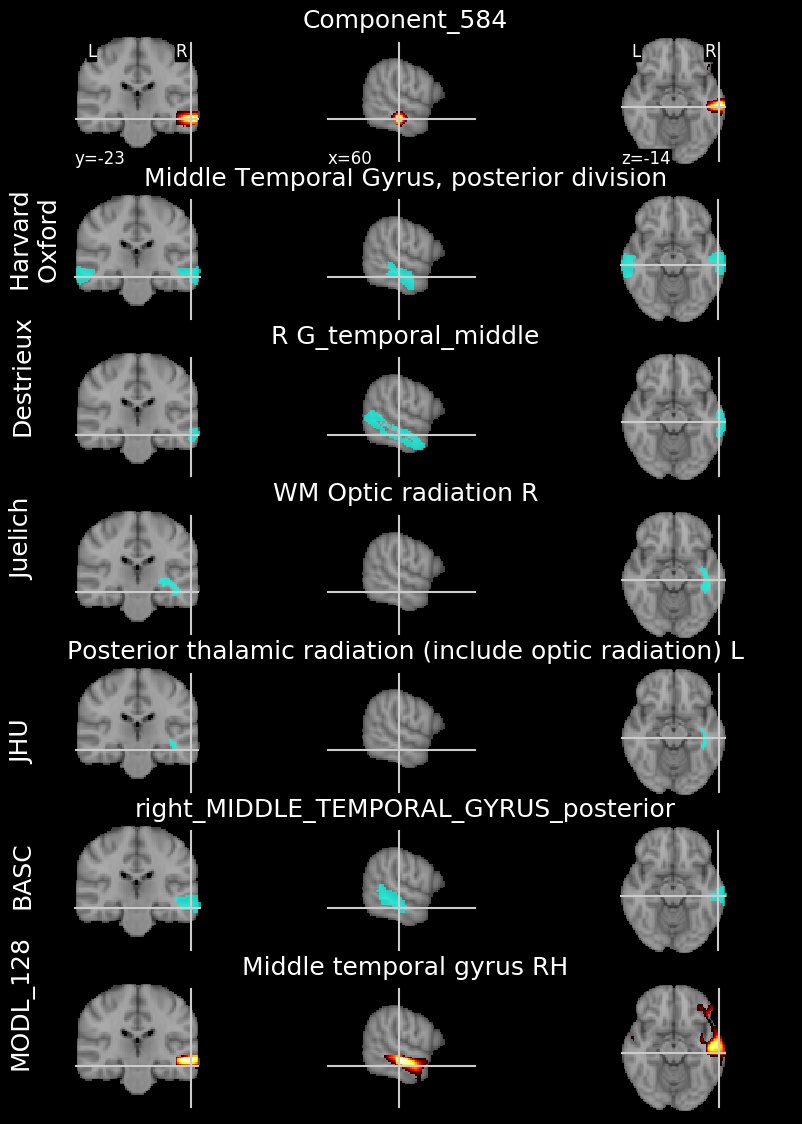 Component_584
L R L R
y=-23 x=60 z=-14
Middle Temporal Gyrus, posterior division
Harvard
Oxford
R G_temporal_middle
Destrieux
WM Optic radiation R
Juelich
Posterior thalamic radiation (include optic radiation) L
JHU
right_MIDDLE_TEMPORAL_GYRUS_posterior
BASC
Middle temporal gyrus RH
MODL_128